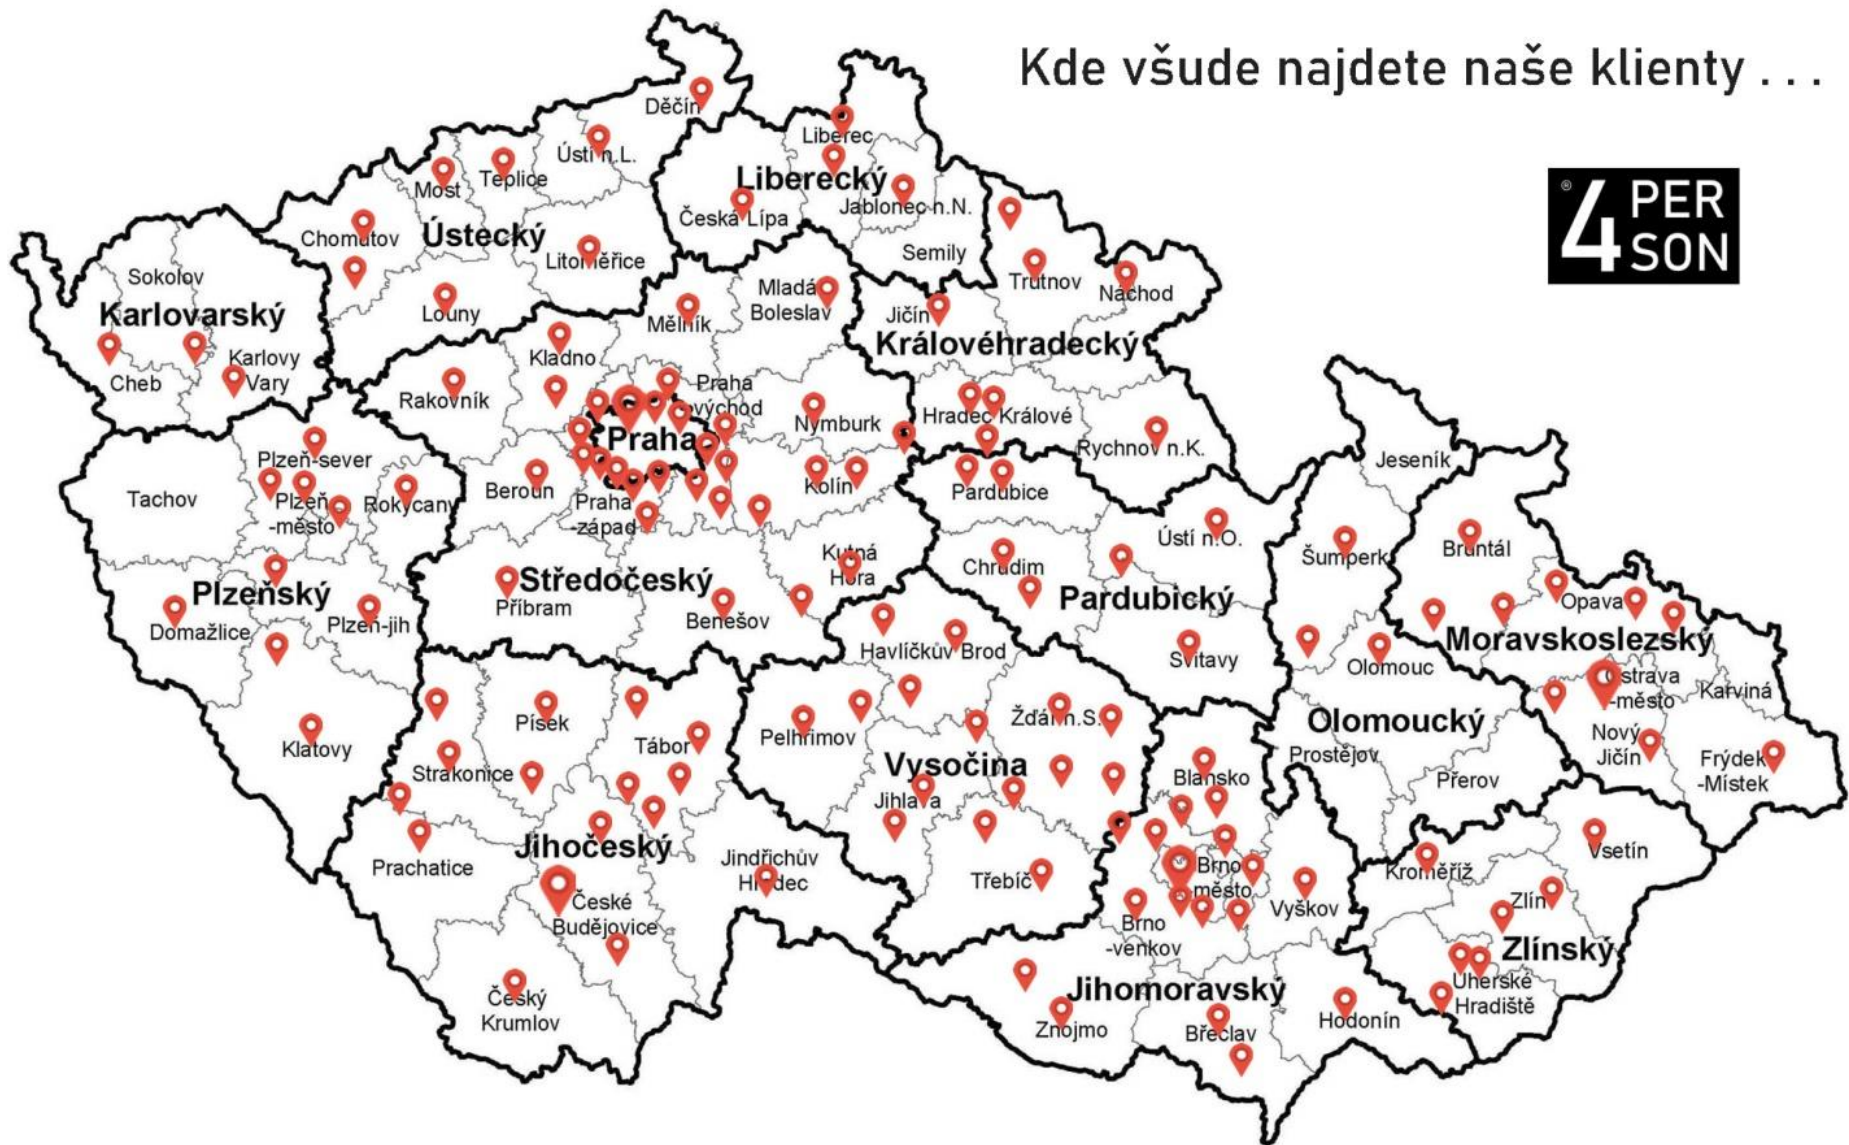 Kde všude najdete naše klienty . . .
® 4 PER
SON
Děčín
Ústí n.L.
Liberec
Most
Teplice
Liberecký
Česká Lípa
Jablonec n.N.
Chomutov
Ústecký
Litoměřice
Semily
Sokolov
Trutnov
Náchod
Karlovarský
Louny
Mělník
Mladá
Boleslav
Jičín
Královéhradecký
Cheb
Karlovy
Vary
Kladno
Rakovník
Praha
-východ
Nymburk
Hradec Králové
Rychnov n.K.
Praha
Plzeň-sever
Jeseník
Tachov
Plzeň
-město
Rokycany
Beroun
Praha
-západ
Kolín
Pardubice
Ústí n.O.
Šumperk
Bruntál
Kutná
Hora
Chrudim
Středočeský
Příbram
Plzeňský
Domažlice
Plzeň-jih
Benešov
Pardubický
Opava
Havlíčkův Brod
Svitavy
Olomouc
Moravskoslezský
Ostrava
-město
Karviná
Klatovy
Písek
Tábor
Pelhřimov
Žďár n.S.
Olomoucký
Prostějov
Přerov
Nový
Jičín
Frýdek
-Místek
Strakonice
Vysočina
Jihlava
Blansko
Prachatice
Jihočeský
Jindřichův
Hradec
Třebíč
Brno
-město
Vyškov
Kroměříž
Vsetín
České
Budějovice
Brno
-venkov
Zlín
Zlínský
Český
Krumlov
Jihomoravský
Znojmo
Břeclav
Hodonín
Uherské
Hradiště